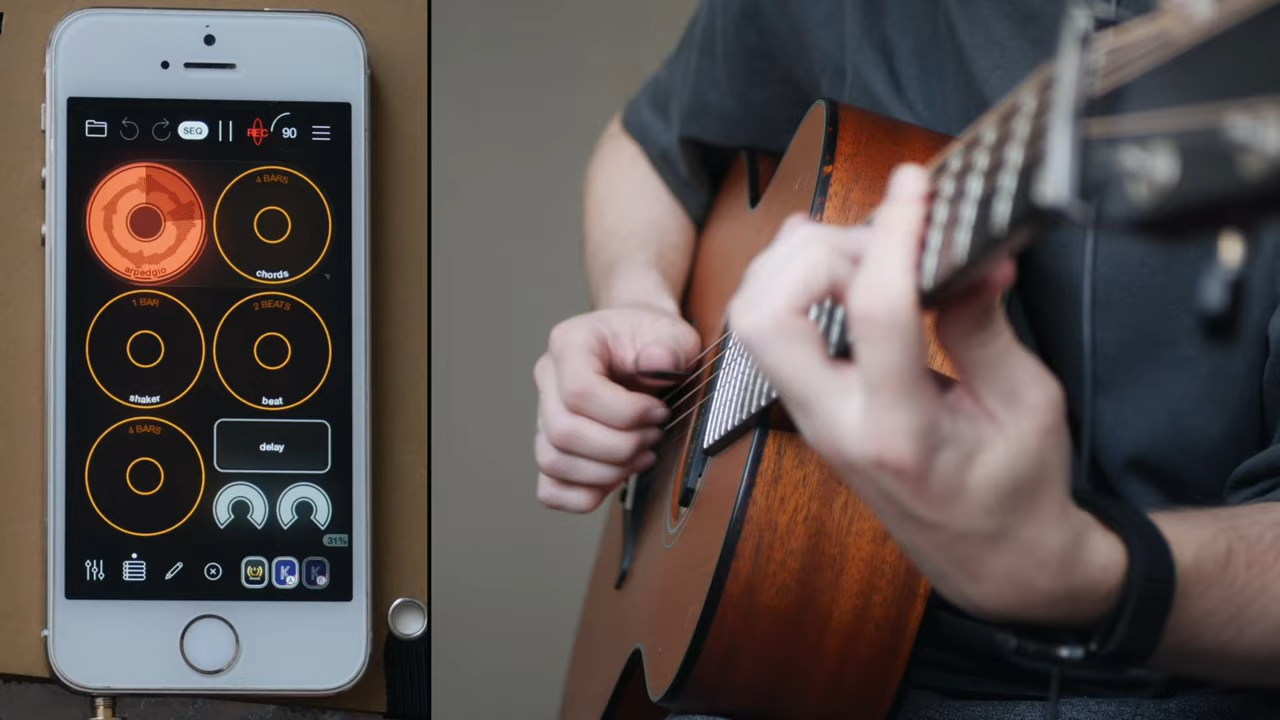 SEQ
REC
90
arpeggio
4 BARS
chords
1 BAR
shaker
2 BEATS
beat
4 BARS
delay
31%
K
K